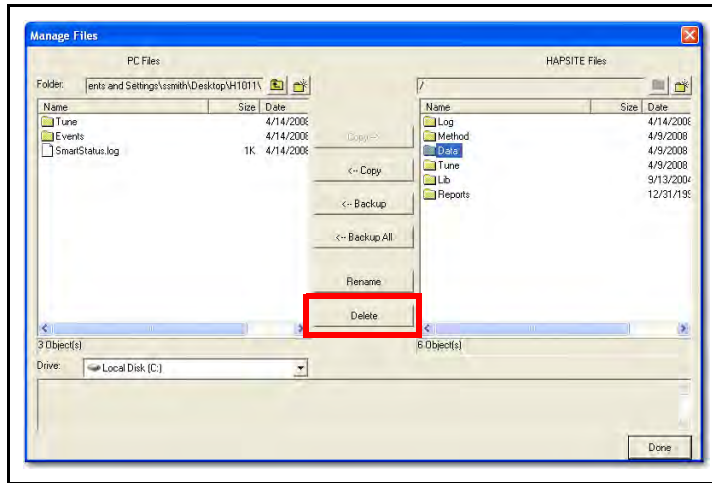 Manage Files
PC Files
HAPSITE Files
Folder: ents and Settings\ssmith\Desktop\H1011\
/
Name Size Date
Tune 4/14/2008
Events 4/14/2008
SmartStatus.log 1K 4/14/2008
Copy-->
<-- Copy
<-- Backup
<-- Backup All
Rename
Delete
Name Size Date
Log 4/14/2008
Method 4/9/2008
Data 4/9/2008
Tune 4/9/2008
Lib 9/13/2004
Reports 12/31/199
3 Object(s)
6 Object(s)
Drive: Local Disk (C:)
Done